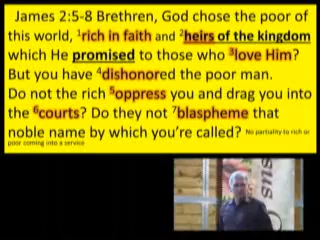 James 2:5-8 Brethren, God chose the poor of
this world, ¹rich in faith and ²heirs of the kingdom
which He promised to those who ³love Him?
But you have ⁴dishonored the poor man.
Do not the rich ⁵oppress you and drag you into
the ⁶courts? Do they not ⁷blaspheme that
noble name by which you're called? No partiality to rich or
poor coming into a service